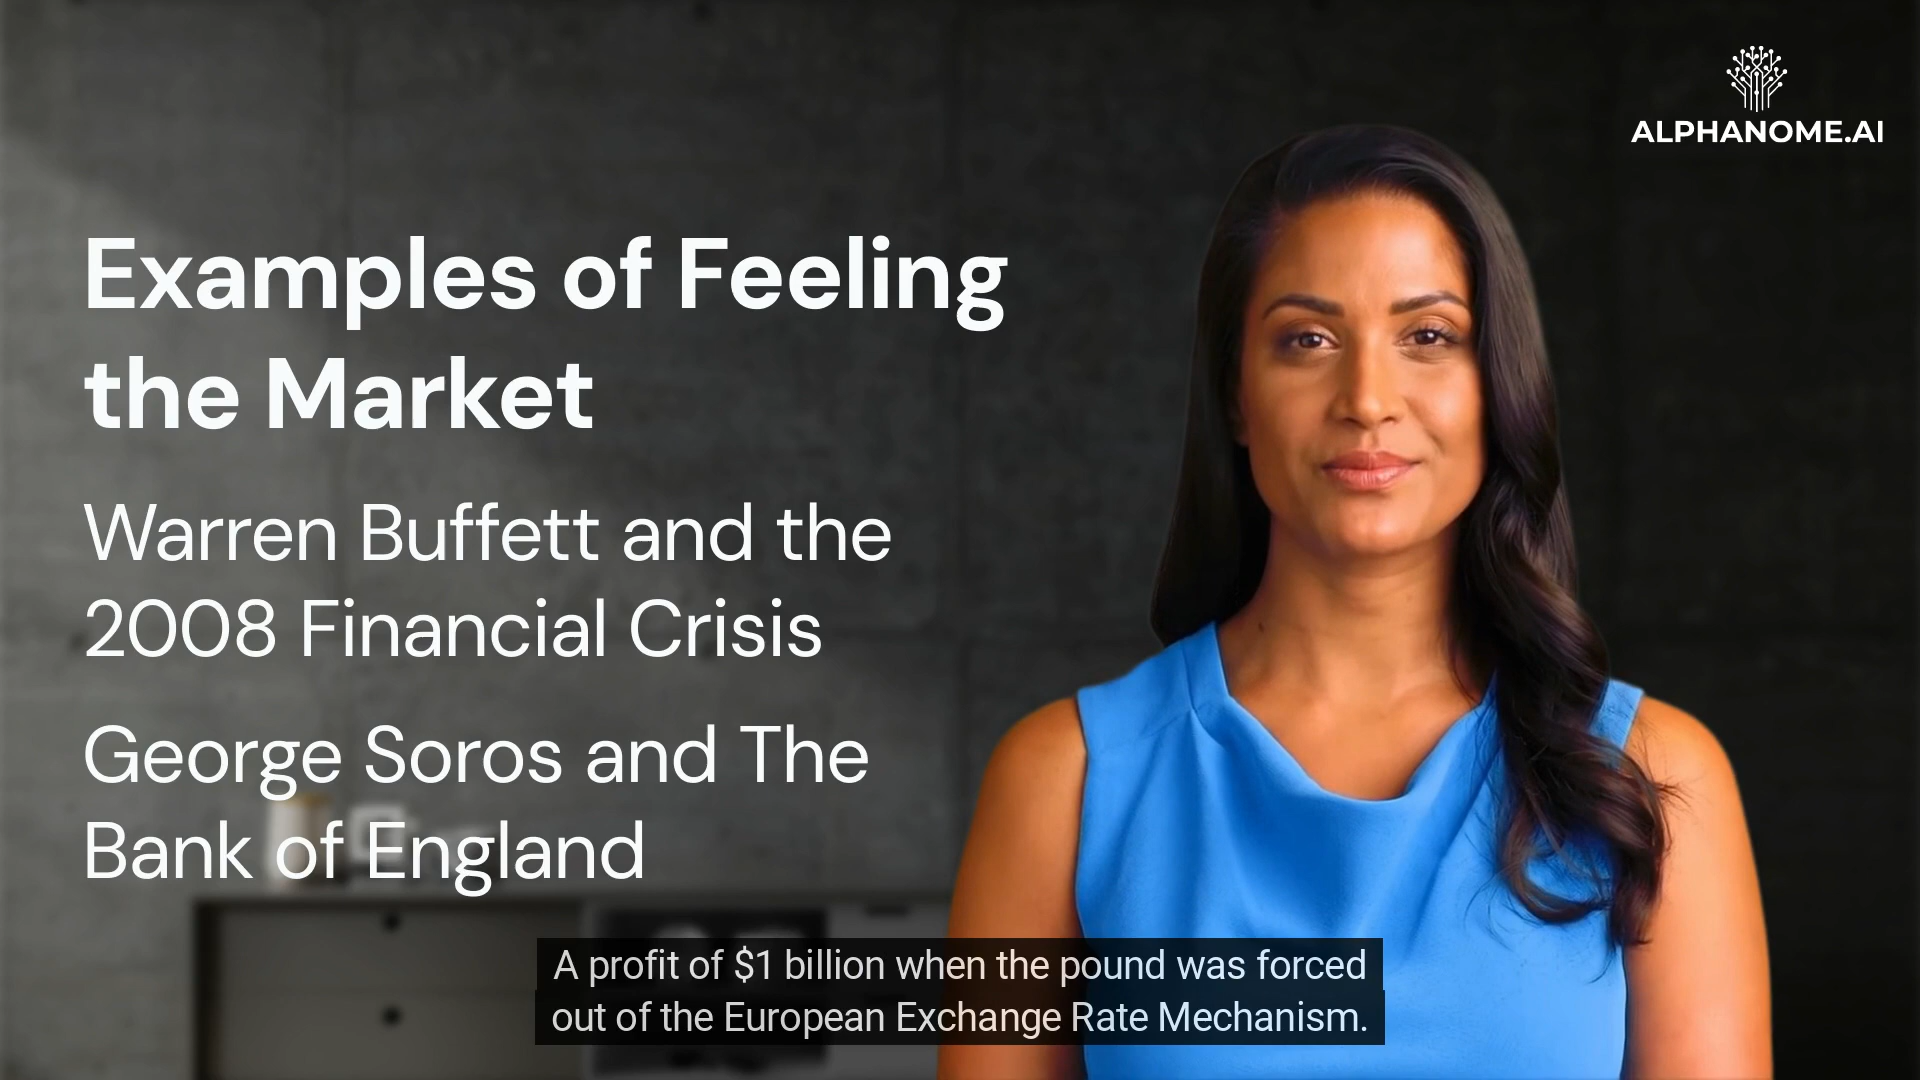 ALPHANOME.AI
Examples of Feeling
the Market
Warren Buffett and the
2008 Financial Crisis
George Soros and The
Bank of England
A profit of $1 billion when the pound was forced
out of the European Exchange Rate Mechanism.